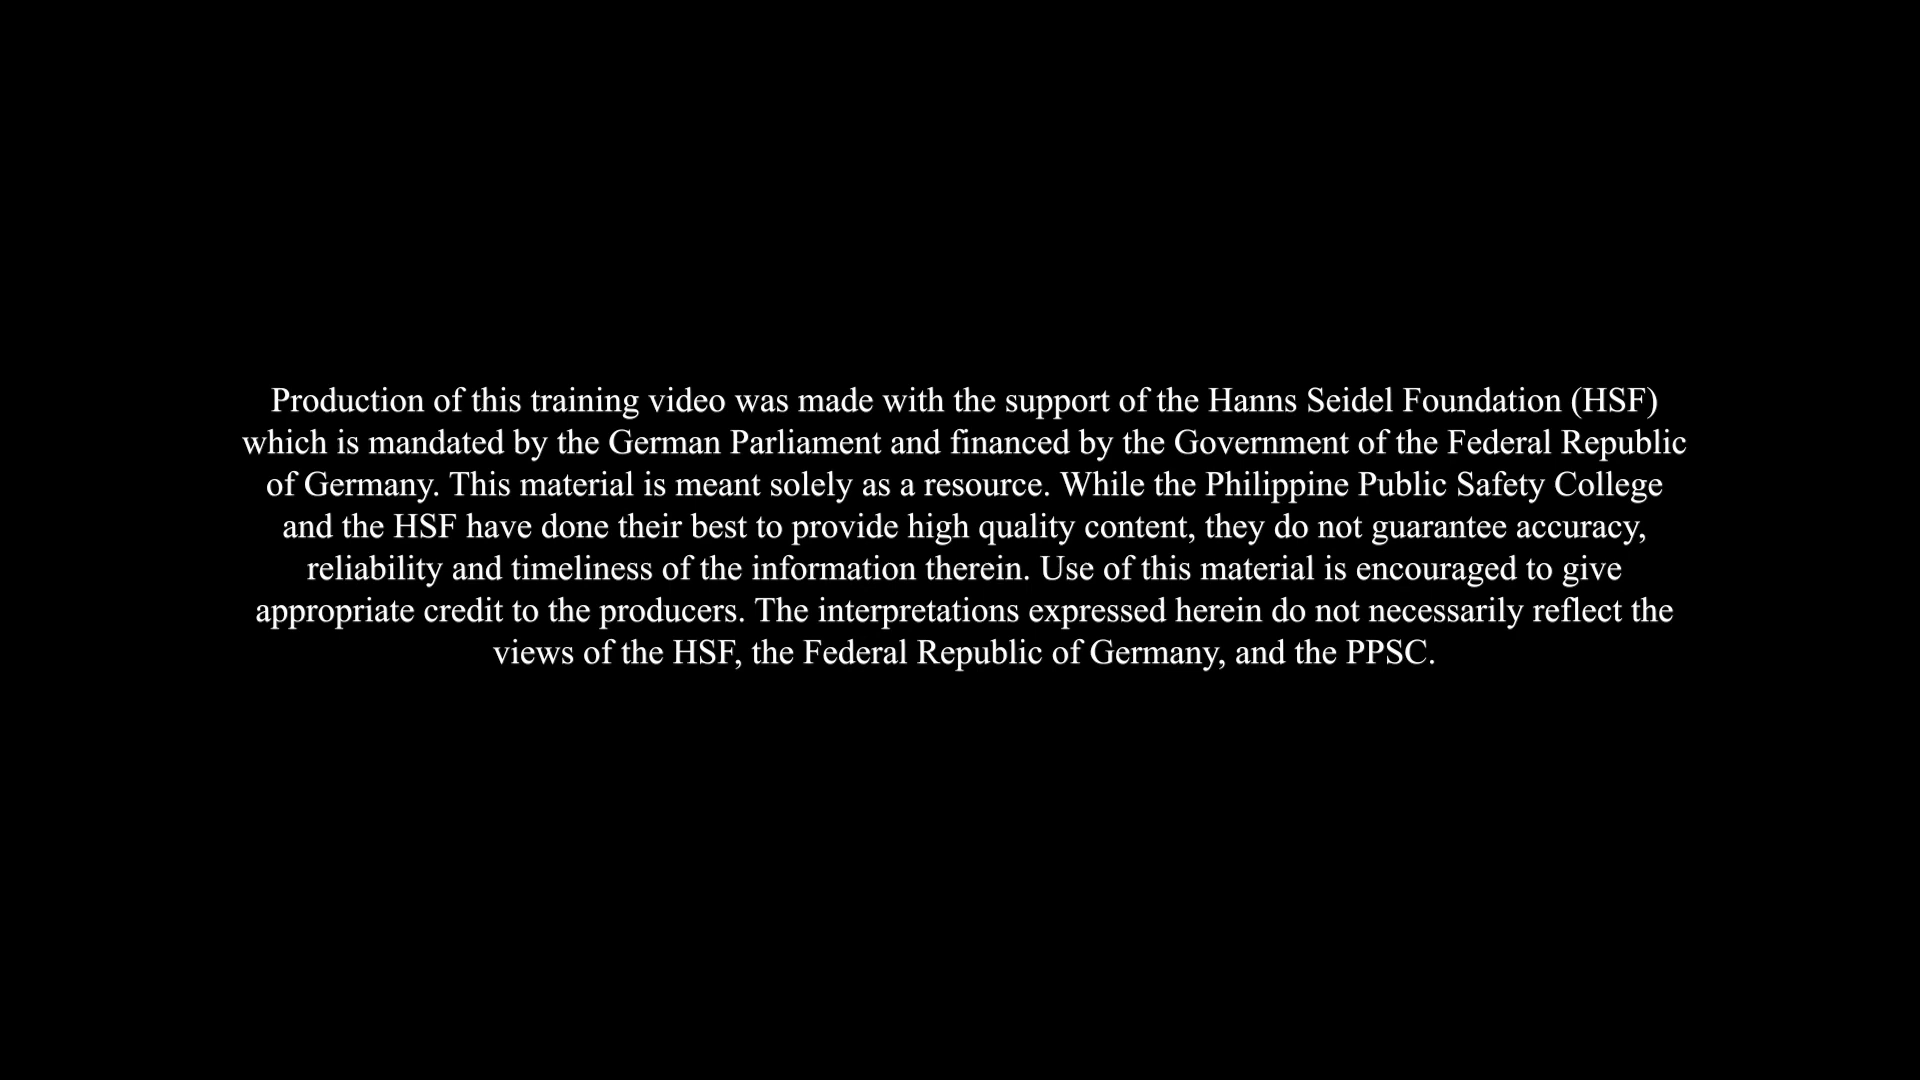 Production of this training video was made with the support of the Hanns Seidel Foundation (HSF)
which is mandated by the German Parliament and financed by the Government of the Federal Republic
of Germany. This material is meant solely as a resource. While the Philippine Public Safety College
and the HSF have done their best to provide high quality content, they do not guarantee accuracy,
reliability and timeliness of the information therein. Use of this material is encouraged to give
appropriate credit to the producers. The interpretations expressed herein do not necessarily reflect the
views of the HSF, the Federal Republic of Germany, and the PPSC.